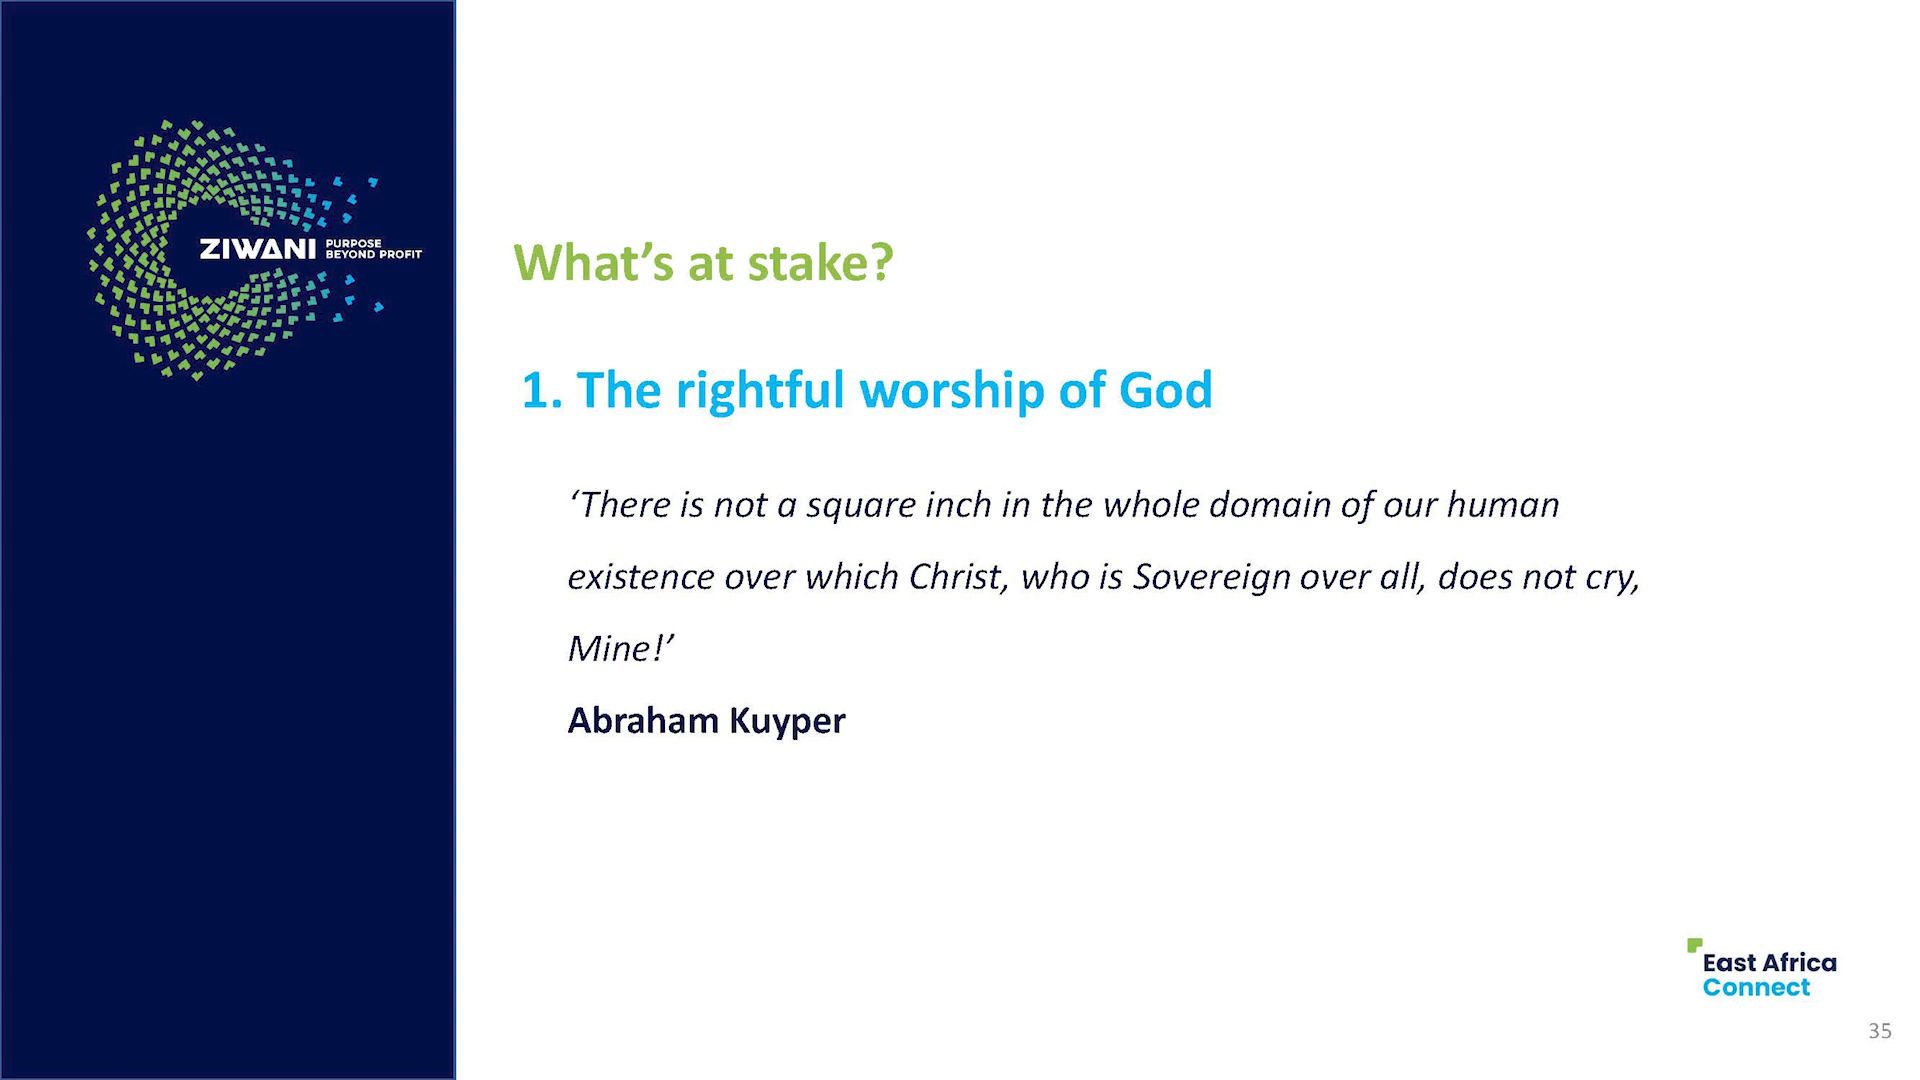 ZIWANI PURPOSE
BEYOND PROFIT
What’s at stake?
1. The rightful worship of God
‘There is not a square inch in the whole domain of our human
existence over which Christ, who is Sovereign over all, does not cry,
Mine!’
Abraham Kuyper
East Africa
Connect
35